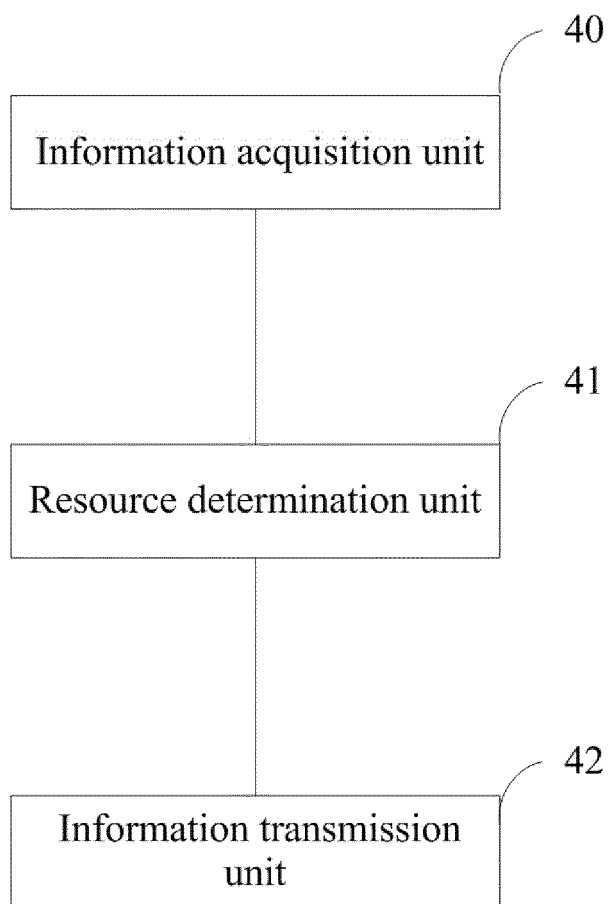 40
Information acquisition unit
41
Resource determination unit
42
Information transmission
unit